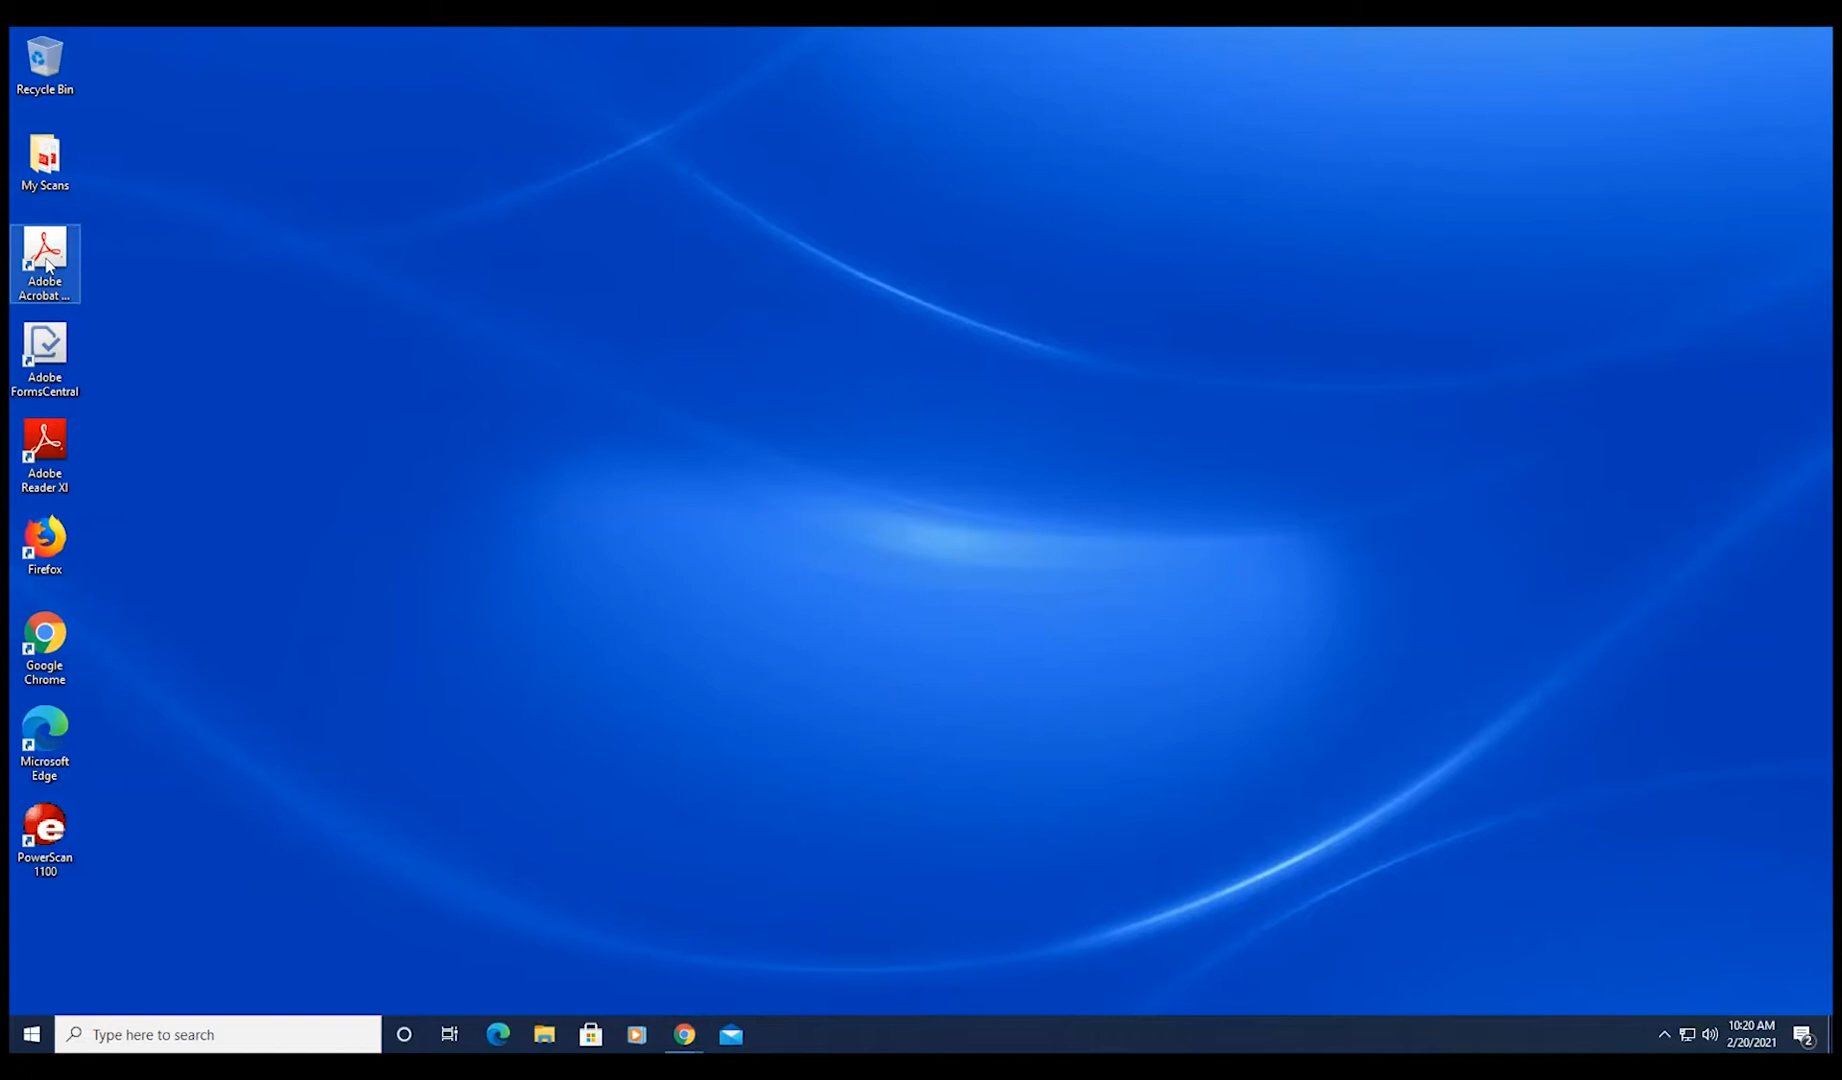 Recycle Bin
My Scans
Adobe
Acrobat ...
Adobe
FormsCentral
Adobe
Reader XI
Firefox
Google
Chrome
Microsoft
Edge
e
PowerScan
1100
Type here to search
10:20 AM
2/20/2021
2